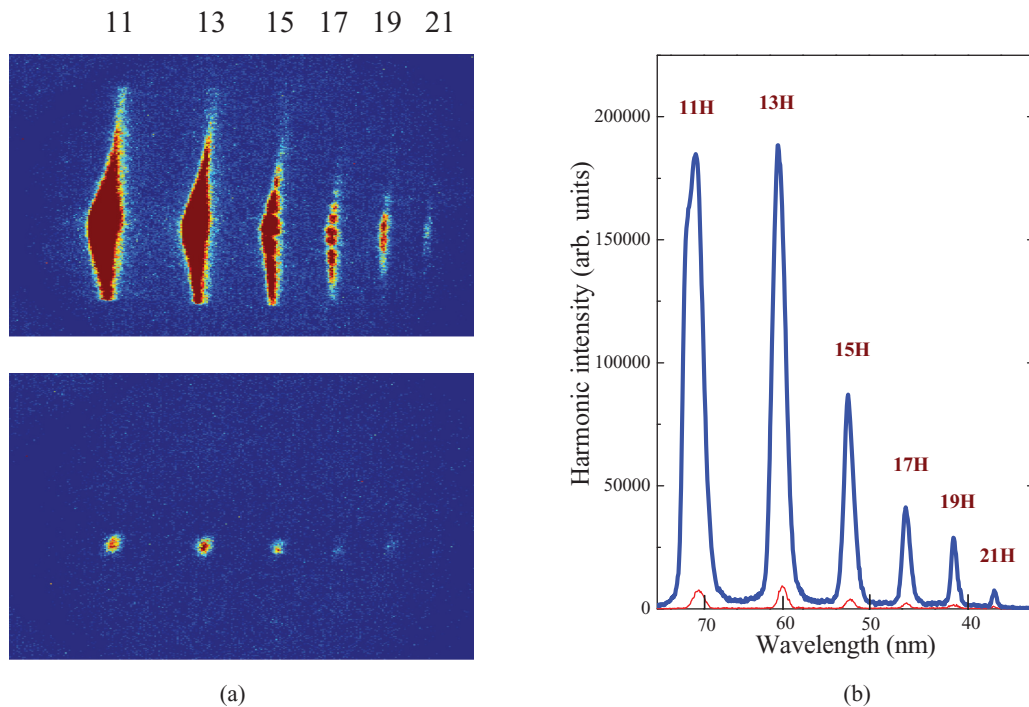 11 13 15 17 19 21
(a)
Harmonic intensity (arb. units)
200000
150000
100000
50000
0
11H
13H
15H
17H
19H
21H
70 60 50 40
Wavelength (nm)
(b)